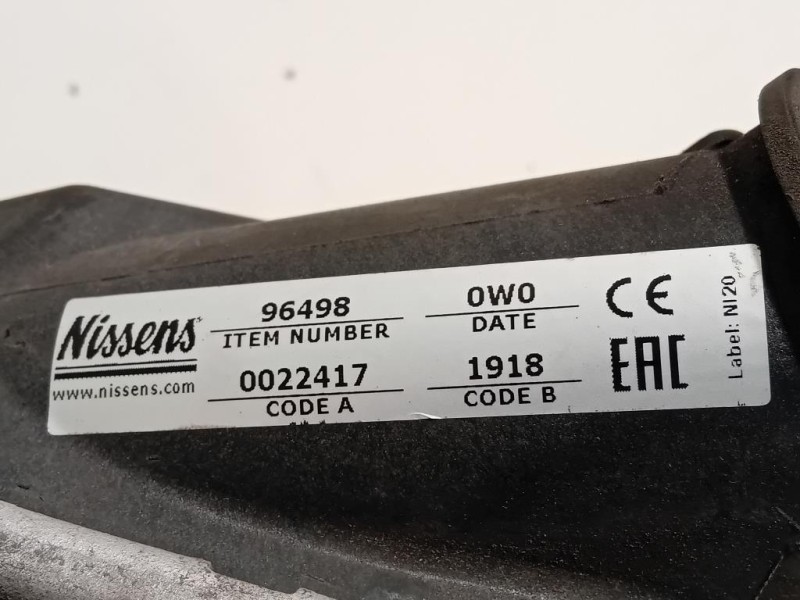 Nissens
www.nissens.com
96498
ITEM NUMBER
0022417
CODE A
0W0
DATE
1918
CODE B
CE
EAC
Label: NI20